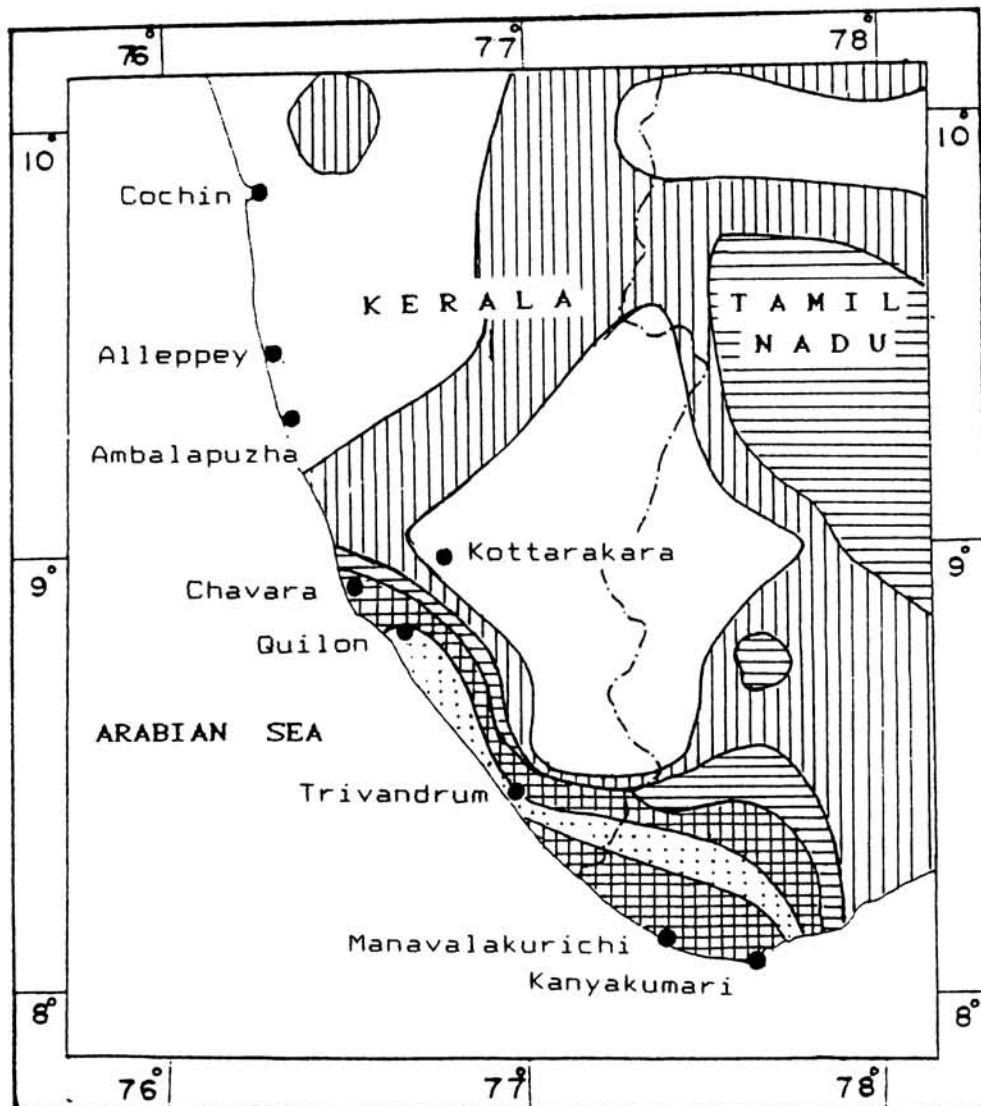 76° 77° 78°
10° 10°
Cochin
KERALA
TAMIL
NADU
Alleppey
Ambalapuzha
Kottarakara
9° 9°
Chavara
Quilon
ARABIAN SEA
Trivandrum
Manavalakurichi
Kanyakumari
8° 8°
76° 77° 78°